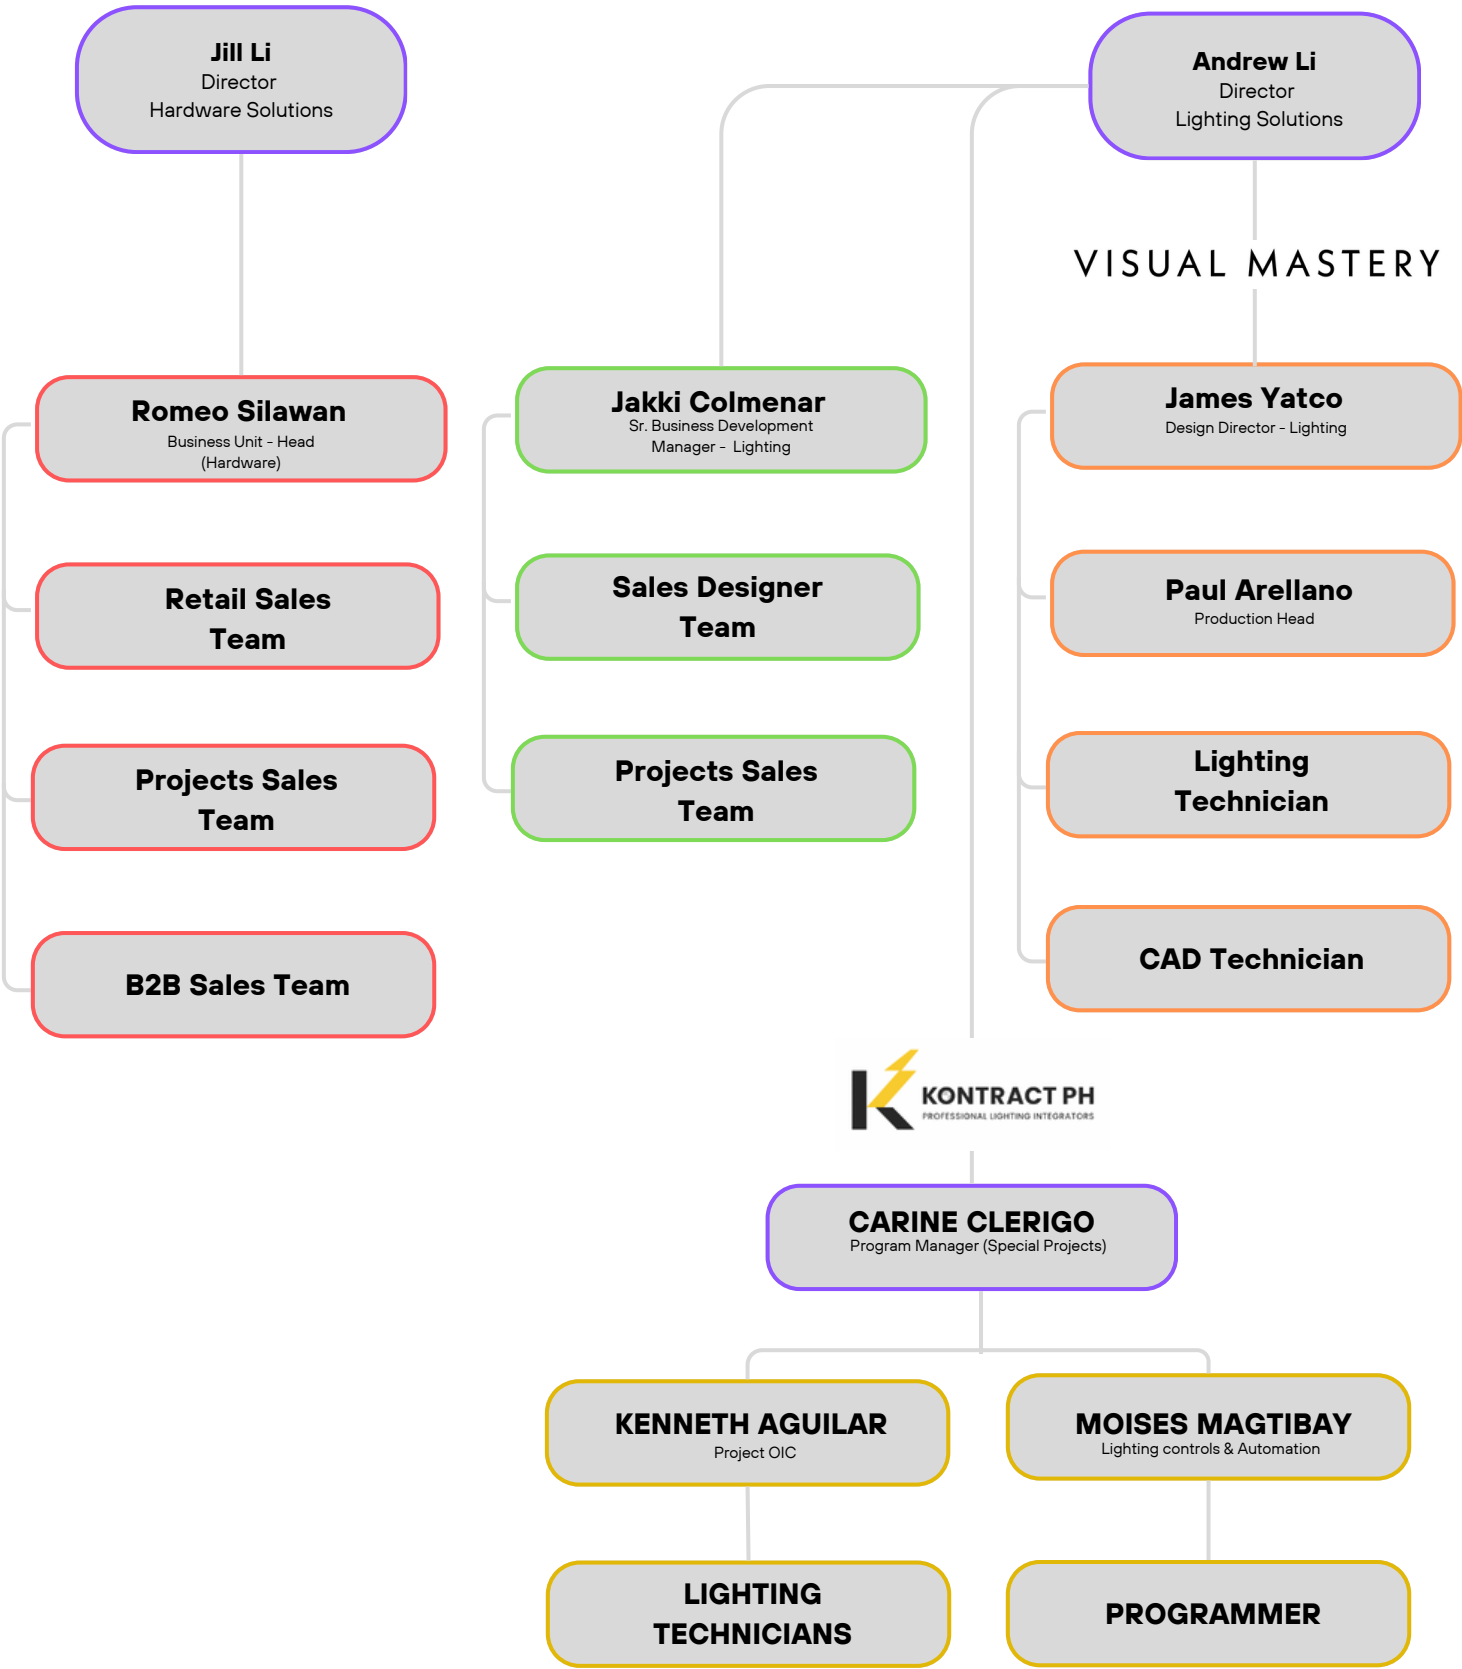 Jill Li
Director
Hardware Solutions
Andrew Li
Director
Lighting Solutions
VISUAL MASTERY
Romeo Silawan
Business Unit - Head
(Hardware)
Jakki Colmenar
Sr. Business Development
Manager - Lighting
James Yatco
Design Director - Lighting
Retail Sales
Team
Sales Designer
Team
Paul Arellano
Production Head
Projects Sales
Team
Projects Sales
Team
Lighting
Technician
B2B Sales Team
CAD Technician
KONTRACT PH
PROFESSIONAL LIGHTING INTEGRATORS
CARINE CLERIGO
Program Manager (Special Projects)
KENNETH AGUILAR
Project OIC
MOISES MAGTIBAY
Lighting controls & Automation
LIGHTING
TECHNICIANS
PROGRAMMER